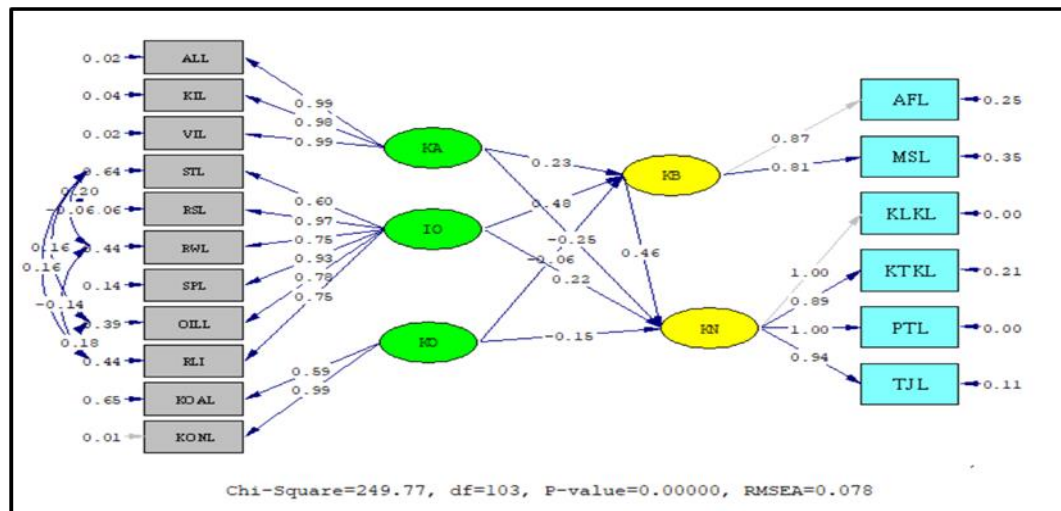 0.02 ALL
0.04 KIL
0.02 VIL
0.64 STL
0.20
-0.06 0.06 RSL
0.16 0.44 RWL
0.16
0.14 SPL
-0.14
0.39 OILL
0.18
0.44 RLI
0.65 KOAL
0.01 KONL
0.99
0.98
0.99
0.60
0.97
0.75
0.93
0.78
0.75
0.59
0.99
KA
IO
KO
0.23
0.48
-0.25
-0.06
0.22
0.46
-0.15
KB
KN
0.87
0.81
1.00
0.89
1.00
0.94
AFL 0.25
MSL 0.35
KLKL 0.00
KTKL 0.21
PTL 0.00
TJL 0.11
Chi-Square=249.77, df=103, P-value=0.00000, RMSEA=0.078